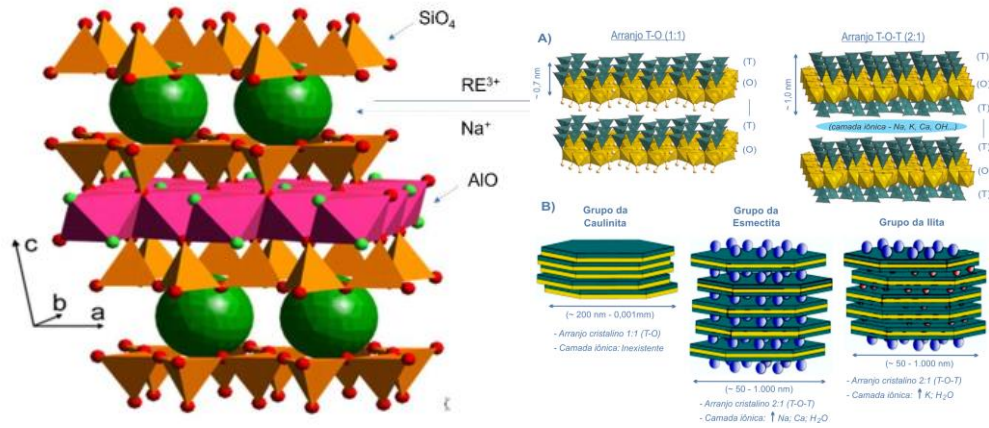 SiO₄
RE³⁺
Na⁺
AlO
c
b
a
A)
Arranjo T-O (1:1)
~ 0,7 nm
(T)
(O)
(T)
(O)
Arranjo T-O-T (2:1)
~ 1,0 nm
(T)
(O)
(T)
(camada iônica - Na, K, Ca, OH...)
(T)
(O)
(T)
B)
Grupo da
Caulinita
(~ 200 nm - 0,001mm)
- Arranjo cristalino 1:1 (T-O)
- Camada iônica: Inexistente
Grupo da
Esmectita
(~ 50 - 1.000 nm)
- Arranjo cristalino 2:1 (T-O-T)
- Camada iônica: ↑ Na; Ca; H₂O
Grupo da Ilita
(~ 50 - 1.000 nm)
- Arranjo cristalino 2:1 (T-O-T)
- Camada iônica: ↑ K; H₂O